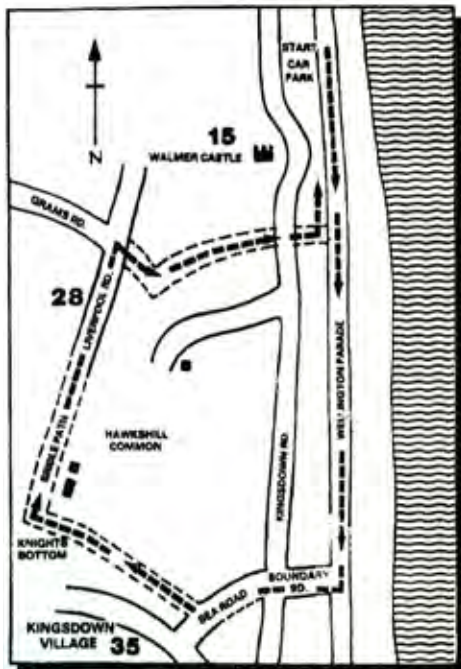 START
CAR
PARK
15
WALMER CASTLE
N
GRAMS RD.
28
LIVERPOOL RD.
WELLINGTON PARADE
BRIDLE PATH
HAWKSHILL
COMMON
KINGSDOWN RD.
KNIGHTS
BOTTOM
BOUNDARY
RD.
SEA ROAD
KINGSDOWN
VILLAGE 35